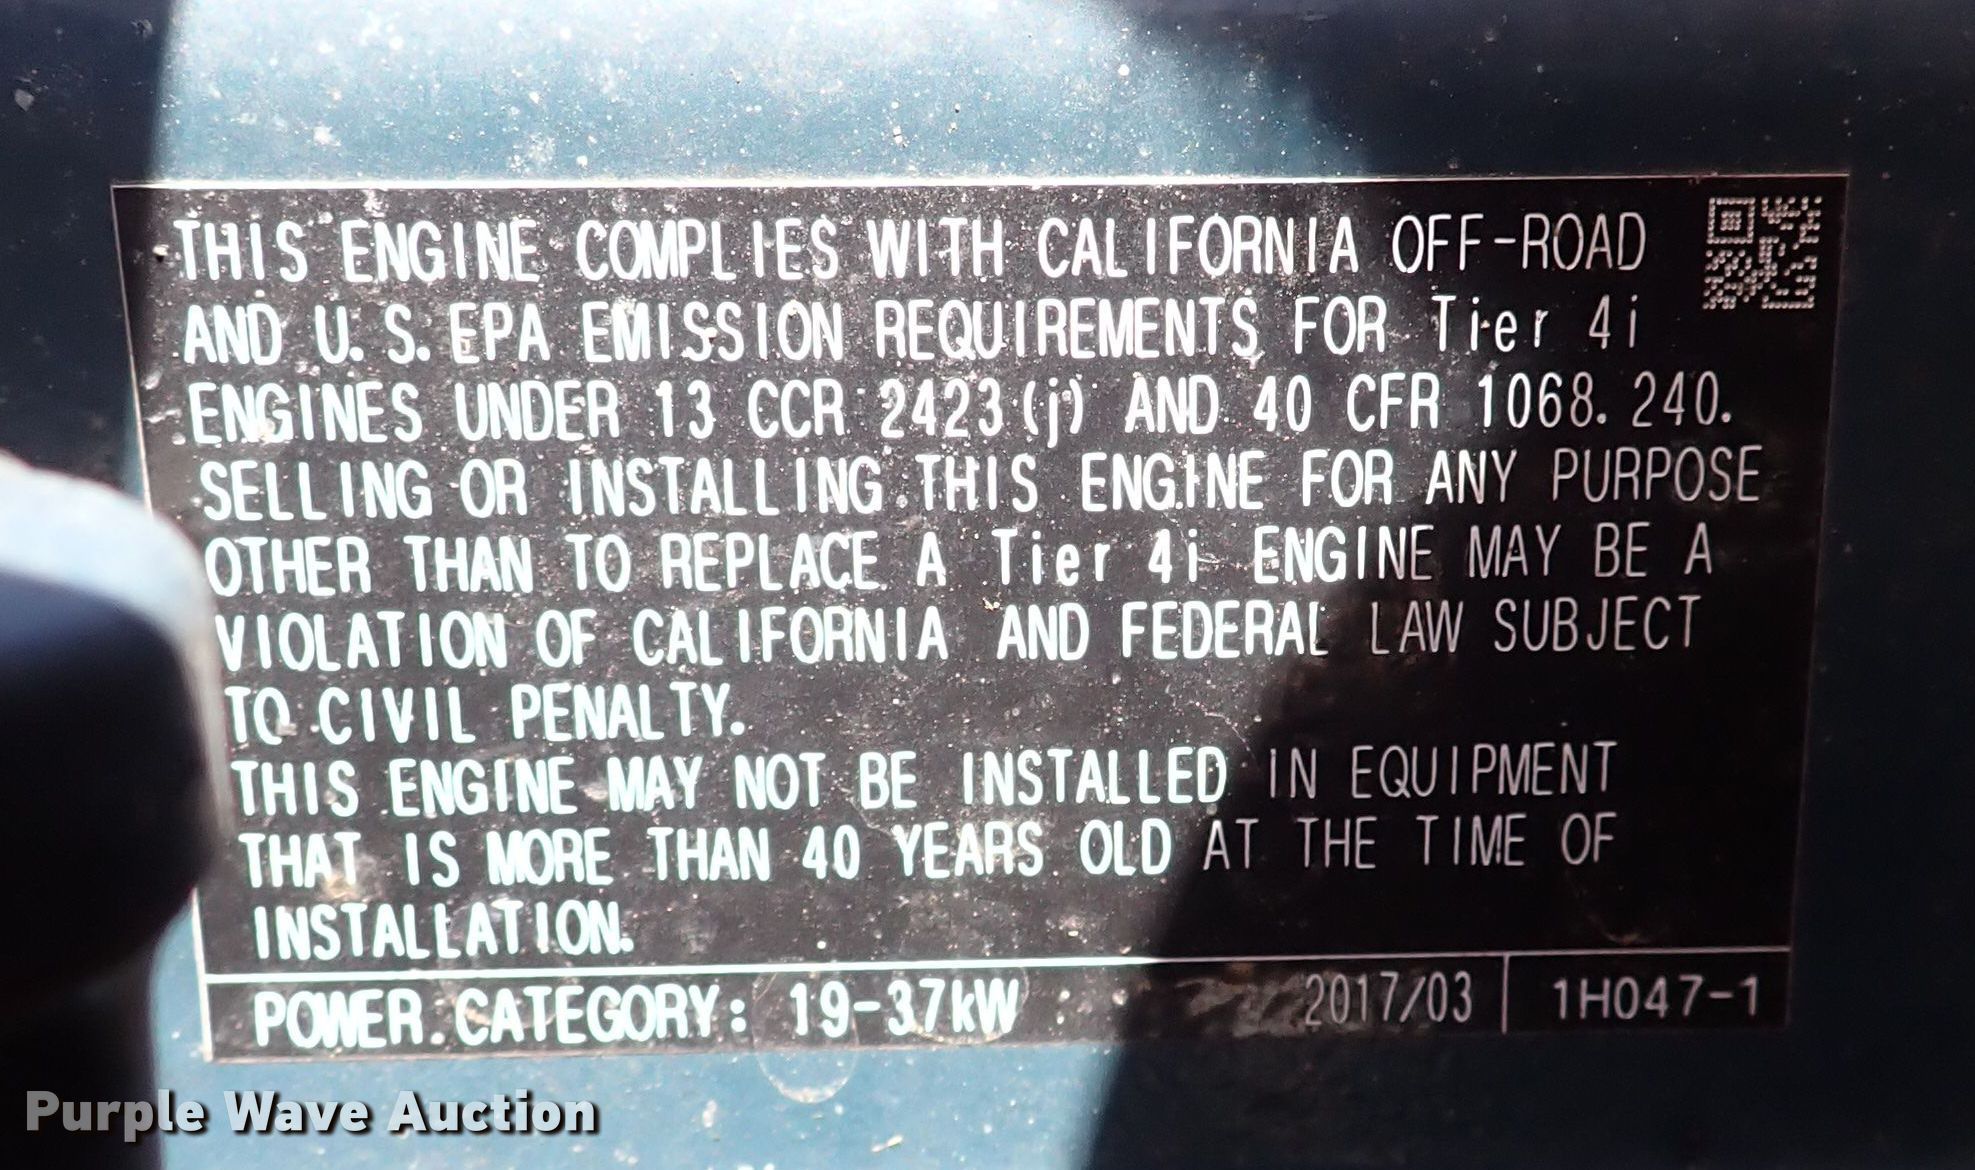 THIS ENGINE COMPLIES WITH CALIFORNIA OFF-ROAD
AND U.S. EPA EMISSION REQUIREMENTS FOR Tier 4i
ENGINES UNDER 13 CCR 2423(j) AND 40 CFR 1068.240.
SELLING OR INSTALLING THIS ENGINE FOR ANY PURPOSE
OTHER THAN TO REPLACE A Tier 4i ENGINE MAY BE A
VIOLATION OF CALIFORNIA AND FEDERAL LAW SUBJECT
TO CIVIL PENALTY.
THIS ENGINE MAY NOT BE INSTALLED IN EQUIPMENT
THAT IS MORE THAN 40 YEARS OLD AT THE TIME OF
INSTALLATION.
POWER CATEGORY: 19-37kW 2017/03 1H047-1
Purple Wave Auction